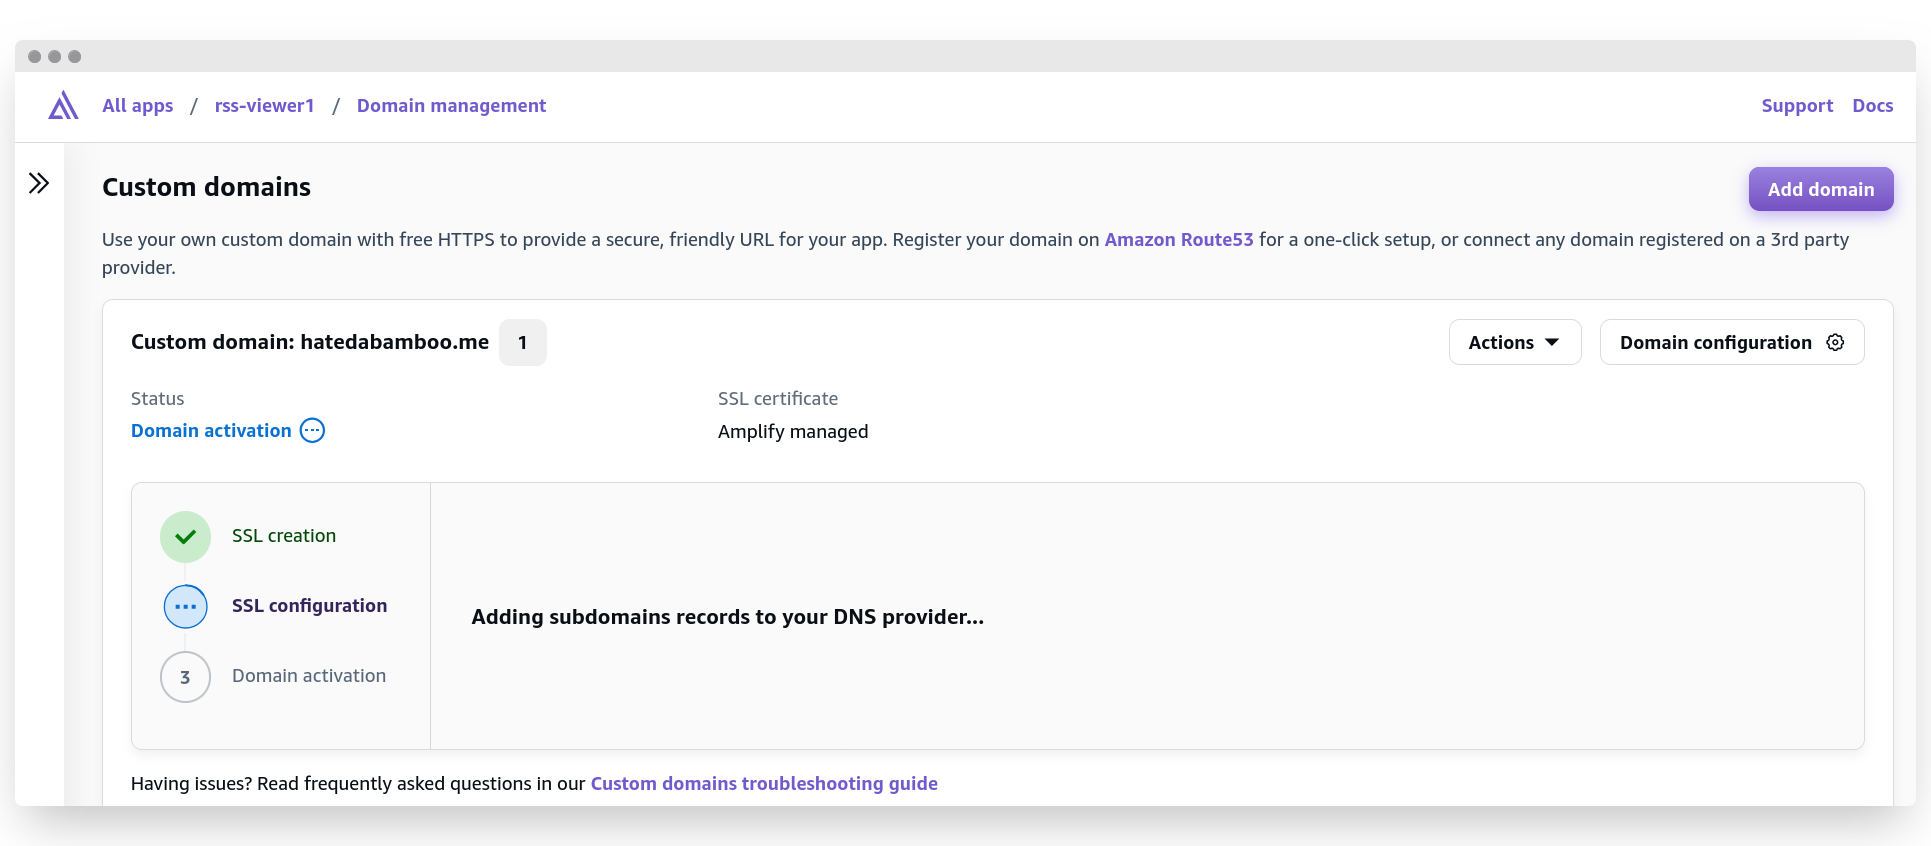 All apps / rss-viewer1 / Domain management
Support Docs
Custom domains
Add domain
Use your own custom domain with free HTTPS to provide a secure, friendly URL for your app. Register your domain on Amazon Route53 for a one-click setup, or connect any domain registered on a 3rd party
provider.
Custom domain: hatedabamboo.me 1
Actions
Domain configuration
Status
Domain activation
SSL certificate
Amplify managed
SSL creation
SSL configuration
3 Domain activation
Adding subdomains records to your DNS provider...
Having issues? Read frequently asked questions in our Custom domains troubleshooting guide